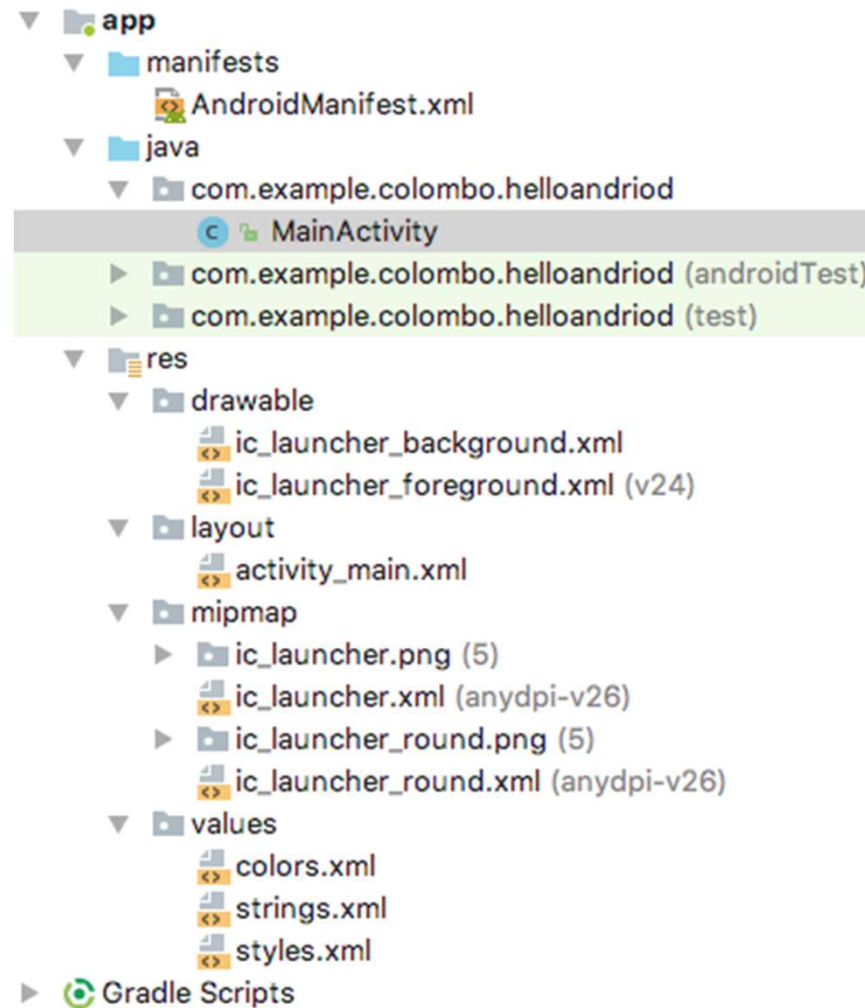 app
manifests
AndroidManifest.xml
java
com.example.colombo.helloandriod
MainActivity
com.example.colombo.helloandriod (androidTest)
com.example.colombo.helloandriod (test)
res
drawable
ic_launcher_background.xml
ic_launcher_foreground.xml (v24)
layout
activity_main.xml
mipmap
ic_launcher.png (5)
ic_launcher.xml (anydpi-v26)
ic_launcher_round.png (5)
ic_launcher_round.xml (anydpi-v26)
values
colors.xml
strings.xml
styles.xml
Gradle Scripts